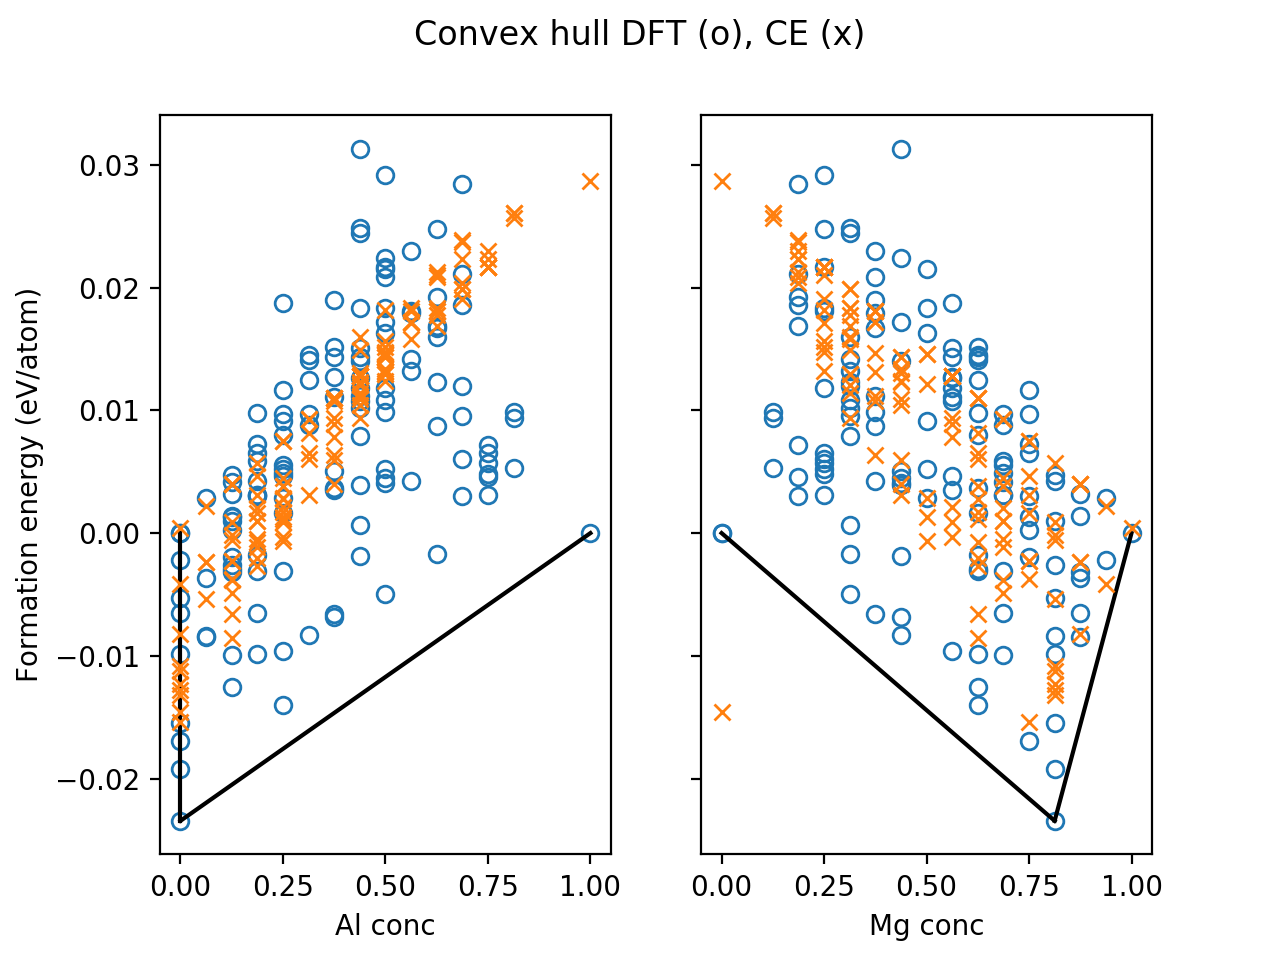 Convex hull DFT (o), CE (x)
Formation energy (eV/atom)
0.03
0.02
0.01
0.00
−0.01
−0.02
0.00 0.25 0.50 0.75 1.00
Al conc
0.00 0.25 0.50 0.75 1.00
Mg conc